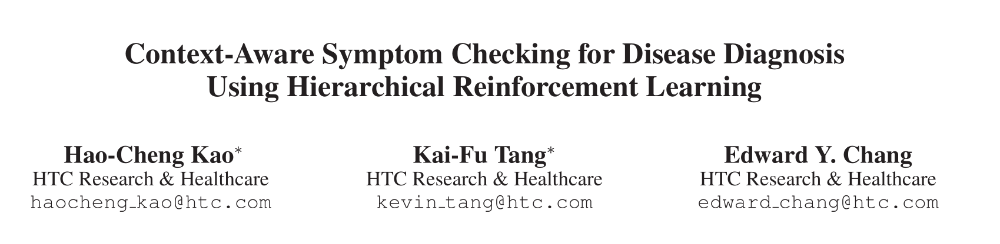 Context-Aware Symptom Checking for Disease Diagnosis
Using Hierarchical Reinforcement Learning
Hao-Cheng Kao*
HTC Research & Healthcare
haocheng_kao@htc.com
Kai-Fu Tang*
HTC Research & Healthcare
kevin_tang@htc.com
Edward Y. Chang
HTC Research & Healthcare
edward_chang@htc.com